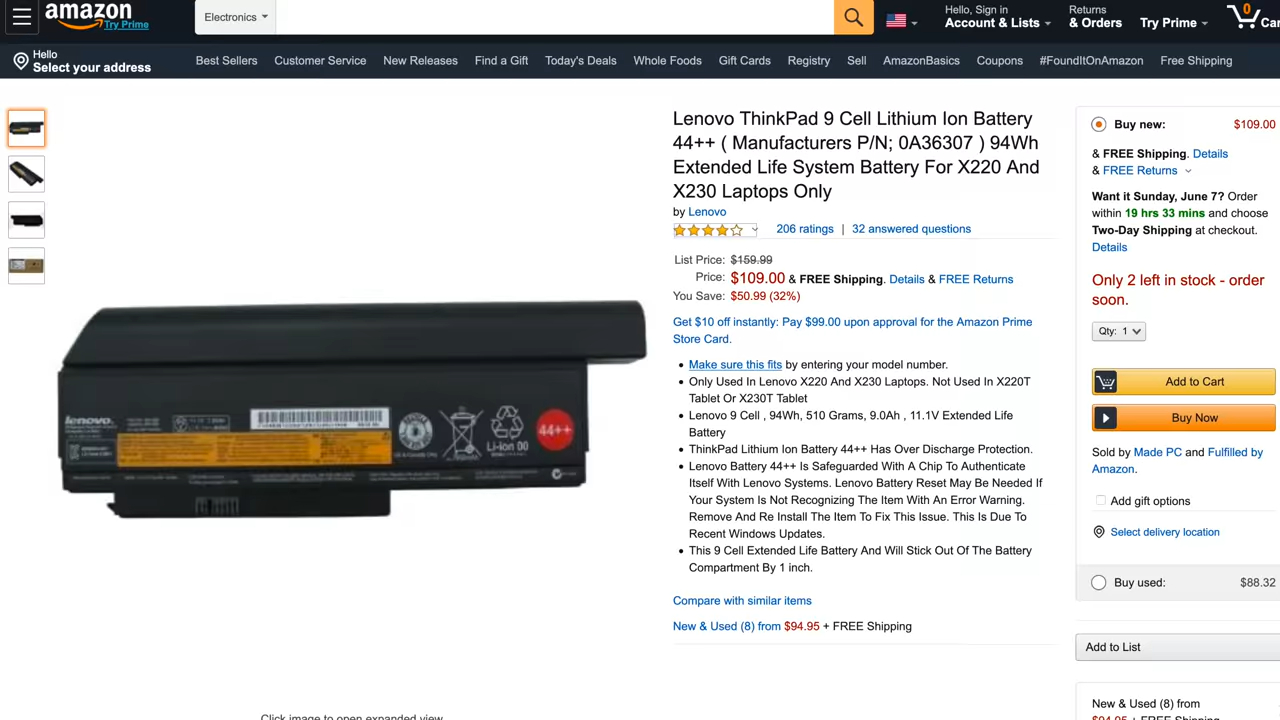 amazon
Try Prime
Electronics
Hello, Sign in
Account & Lists
Returns
& Orders
Try Prime
0
Car
Hello
Select your address
Best Sellers
Customer Service
New Releases
Find a Gift
Today's Deals
Whole Foods
Gift Cards
Registry
Sell
AmazonBasics
Coupons
#FoundItOnAmazon
Free Shipping
lenovo
Li-ion 00
44++
Click image to open expanded view
Lenovo ThinkPad 9 Cell Lithium Ion Battery
44++ ( Manufacturers P/N; 0A36307 ) 94Wh
Extended Life System Battery For X220 And
X230 Laptops Only
by Lenovo
206 ratings | 32 answered questions
List Price: $159.99
Price: $109.00 & FREE Shipping. Details & FREE Returns
You Save: $50.99 (32%)
Get $10 off instantly: Pay $99.00 upon approval for the Amazon Prime
Store Card.
• Make sure this fits by entering your model number.
• Only Used In Lenovo X220 And X230 Laptops. Not Used In X220T
Tablet Or X230T Tablet
• Lenovo 9 Cell , 94Wh, 510 Grams, 9.0Ah , 11.1V Extended Life
Battery
• ThinkPad Lithium Ion Battery 44++ Has Over Discharge Protection.
• Lenovo Battery 44++ Is Safeguarded With A Chip To Authenticate
Itself With Lenovo Systems. Lenovo Battery Reset May Be Needed If
Your System Is Not Recognizing The Item With An Error Warning.
Remove And Re Install The Item To Fix This Issue. This Is Due To
Recent Windows Updates.
• This 9 Cell Extended Life Battery And Will Stick Out Of The Battery
Compartment By 1 inch.
Compare with similar items
New & Used (8) from $94.95 + FREE Shipping
Buy new: $109.00
& FREE Shipping. Details
& FREE Returns
Want it Sunday, June 7? Order
within 19 hrs 33 mins and choose
Two-Day Shipping at checkout.
Details
Only 2 left in stock - order
soon.
Qty: 1
Add to Cart
Buy Now
Sold by Made PC and Fulfilled by
Amazon.
Add gift options
Select delivery location
Buy used: $88.32
Add to List
New & Used (8) from
$94.95 + FREE Shipping